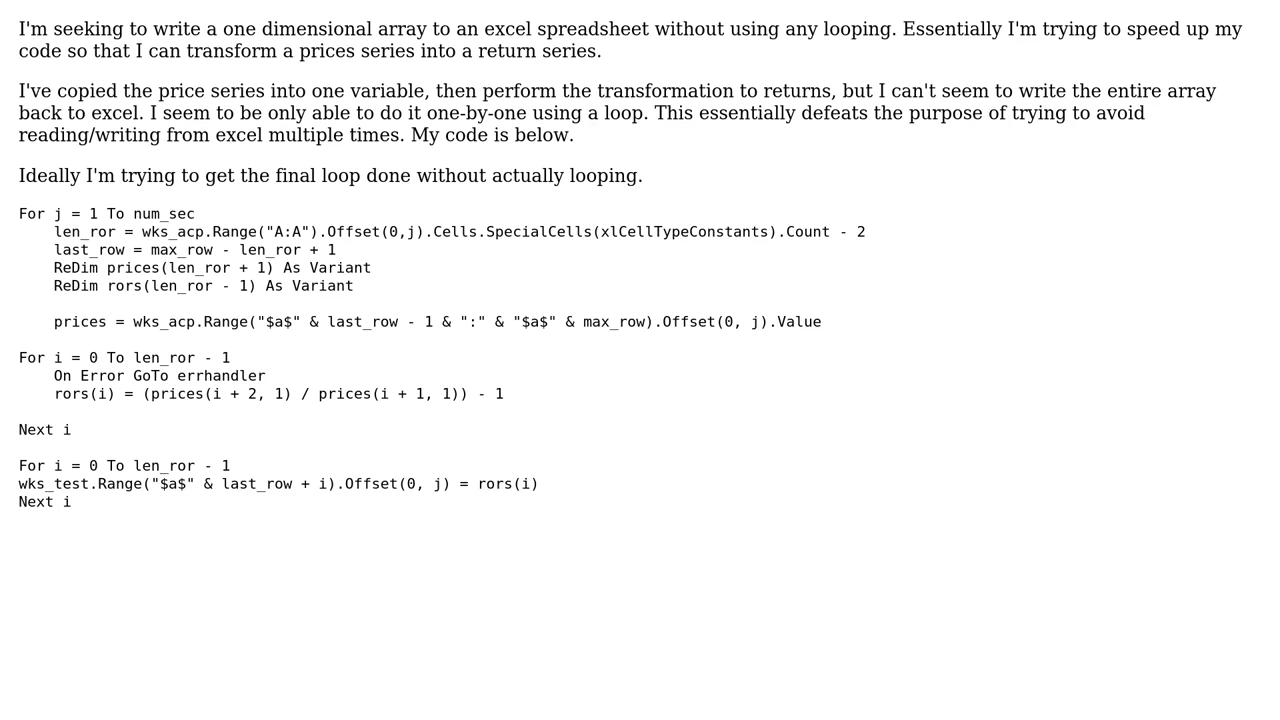 I'm seeking to write a one dimensional array to an excel spreadsheet without using any looping. Essentially I'm trying to speed up my
code so that I can transform a prices series into a return series.
I've copied the price series into one variable, then perform the transformation to returns, but I can't seem to write the entire array
back to excel. I seem to be only able to do it one-by-one using a loop. This essentially defeats the purpose of trying to avoid
reading/writing from excel multiple times. My code is below.
Ideally I'm trying to get the final loop done without actually looping.
For j = 1 To num_sec
    len_ror = wks_acp.Range("A:A").Offset(0,j).Cells.SpecialCells(xlCellTypeConstants).Count - 2
    last_row = max_row - len_ror + 1
    ReDim prices(len_ror + 1) As Variant
    ReDim rors(len_ror - 1) As Variant
    prices = wks_acp.Range("$a$" & last_row - 1 & ":" & "$a$" & max_row).Offset(0, j).Value
For i = 0 To len_ror - 1
    On Error GoTo errhandler
    rors(i) = (prices(i + 2, 1) / prices(i + 1, 1)) - 1
Next i
For i = 0 To len_ror - 1
wks_test.Range("$a$" & last_row + i).Offset(0, j) = rors(i)
Next i